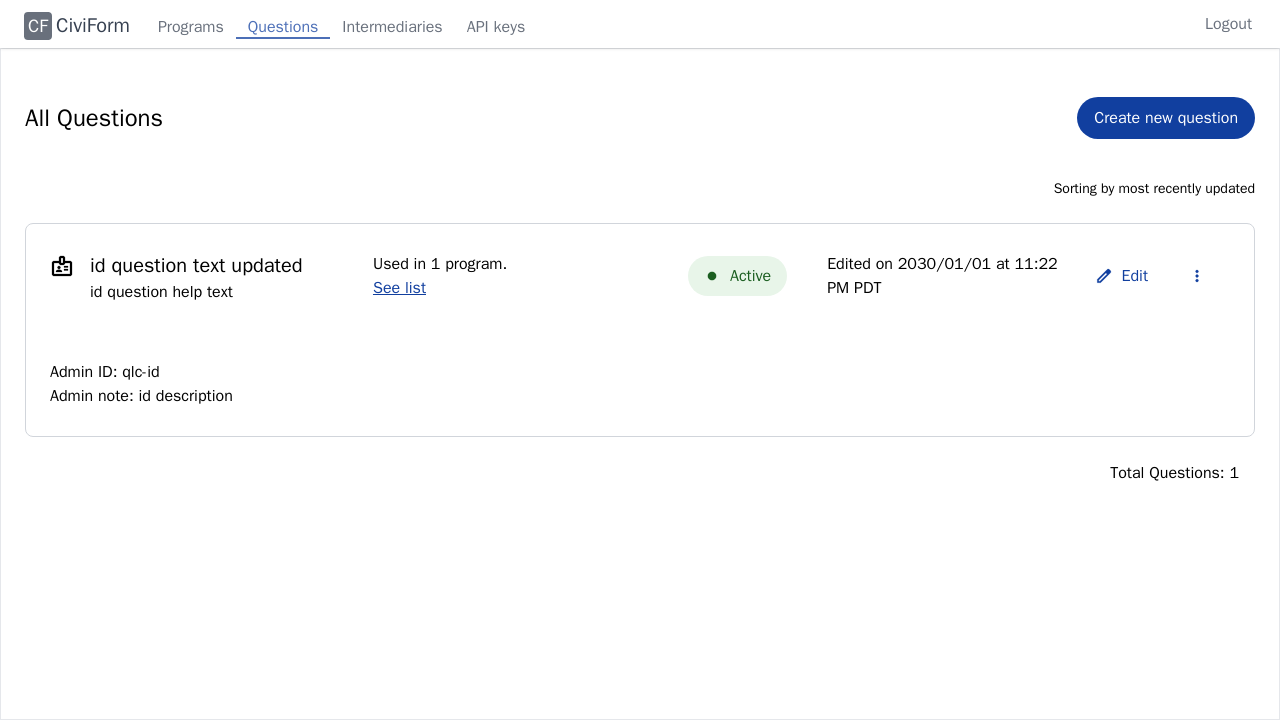 CF CiviForm Programs Questions Intermediaries API keys Logout
All Questions
Create new question
Sorting by most recently updated
id question text updated
id question help text
Used in 1 program.
See list
Active
Edited on 2030/01/01 at 11:22
PM PDT
Edit
Admin ID: qlc-id
Admin note: id description
Total Questions: 1